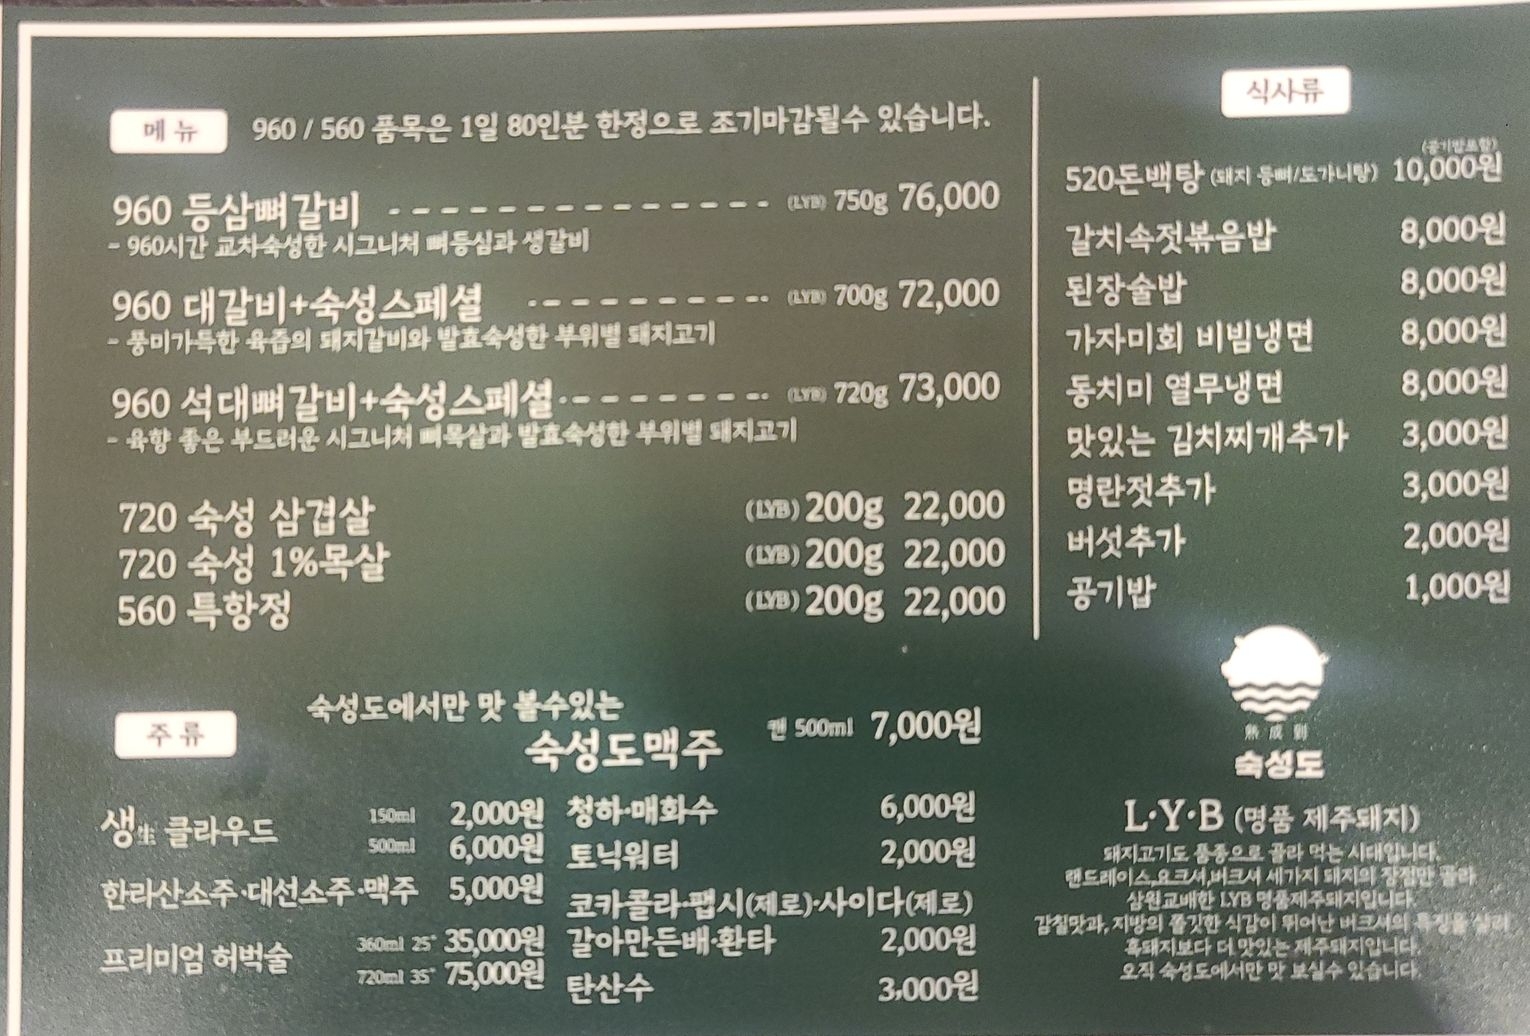 메뉴
960 / 560 품목은 1일 80인분 한정으로 조기마감될수 있습니다.
960 등삼뼈갈비 (LYB) 750g 76,000
- 960시간 교차숙성한 시그니처 뼈등심과 생갈비
960 대갈비+숙성스페셜 (LYB) 700g 72,000
- 풍미가득한 육즙의 돼지갈비와 발효숙성한 부위별 돼지고기
960 석대뼈갈비+숙성스페셜 (LYB) 720g 73,000
- 육향 좋은 부드러운 시그니처 뼈목살과 발효숙성한 부위별 돼지고기
720 숙성 삼겹살 (LYB) 200g 22,000
720 숙성 1%목살 (LYB) 200g 22,000
560 특항정 (LYB) 200g 22,000
식사류
(공기밥포함)
520돈백탕 (돼지 등뼈/도가니탕) 10,000원
갈치속젓볶음밥 8,000원
된장술밥 8,000원
가자미회 비빔냉면 8,000원
동치미 열무냉면 8,000원
맛있는 김치찌개추가 3,000원
명란젓추가 3,000원
버섯추가 2,000원
공기밥 1,000원
주류
숙성도에서만 맛 볼수있는
숙성도맥주 캔 500ml 7,000원
생生 클라우드 150ml 2,000원
500ml 6,000원
한라산소주·대선소주·맥주 5,000원
프리미엄 허벅술 360ml 25° 35,000원
720ml 35° 75,000원
청하·매화수 6,000원
토닉워터 2,000원
코카콜라·팹시(제로)·사이다(제로)
갈아만든배·환타 2,000원
탄산수 3,000원
熟成到
숙성도
L·Y·B (명품 제주돼지)
돼지고기도 품종으로 골라 먹는 시대입니다.
랜드레이스,요크셔,버크셔 세가지 돼지의 장점만 골라
삼원교배한 LYB 명품제주돼지입니다.
감칠맛과, 지방의 쫄깃한 식감이 뛰어난 버크셔의 특징을 살려
흑돼지보다 더 맛있는 제주돼지입니다.
오직 숙성도에서만 맛 보실수 있습니다.